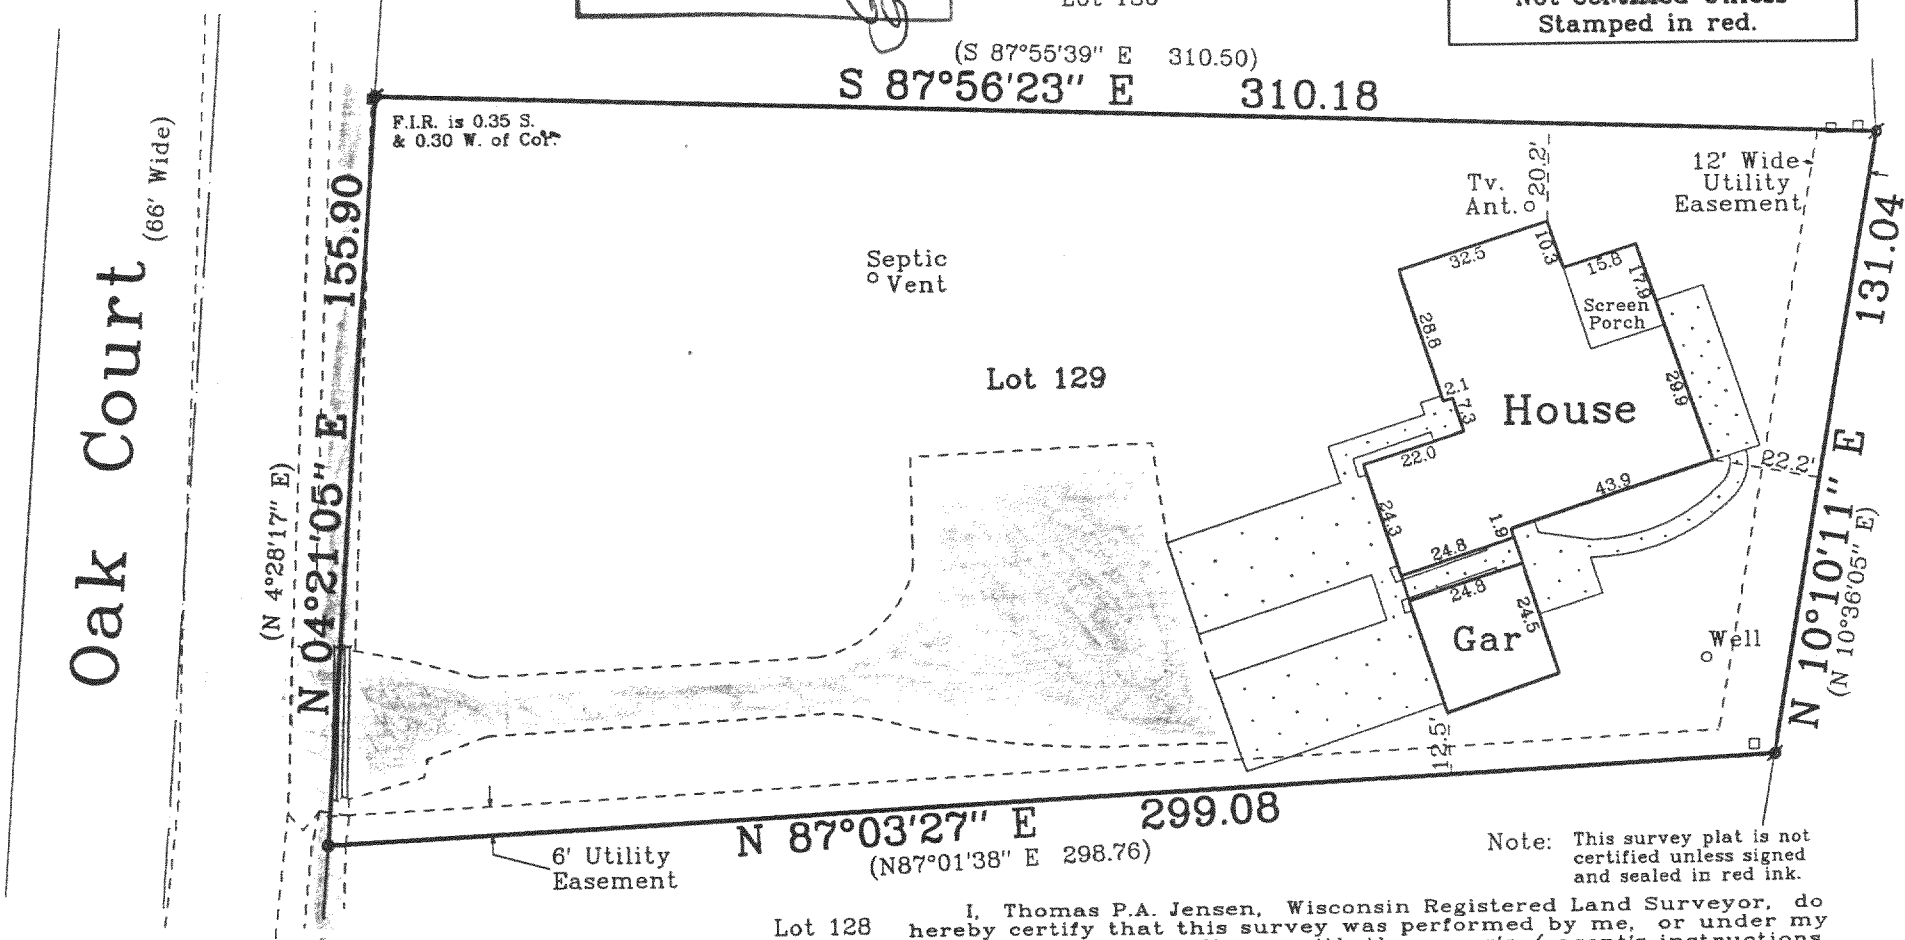 Stamped in red.
(S 87°55'39" E 310.50)
S 87°56'23" E 310.18
F.I.R. is 0.35 S.
& 0.30 W. of Cor.
Oak Court
(66' Wide)
N 04°21'05" E 155.90
(N 4°28'17" E)
Septic
Vent
Lot 129
Tv.
Ant.
20.2'
12' Wide
Utility
Easement
131.04
N 10°10'11" E
(N 10°36'05" E)
32.5
10.3
15.8
17.9
Screen
Porch
28.8
2.1
7.3
29.9
House
22.0
22.2'
43.9
24.3
1.9
24.8
24.8
24.5
Gar
Well
12.5'
N 87°03'27" E 299.08
(N87°01'38" E 298.76)
6' Utility
Easement
Note: This survey plat is not
certified unless signed
and sealed in red ink.
Lot 128
I, Thomas P.A. Jensen, Wisconsin Registered Land Surveyor, do
hereby certify that this survey was performed by me, or under my